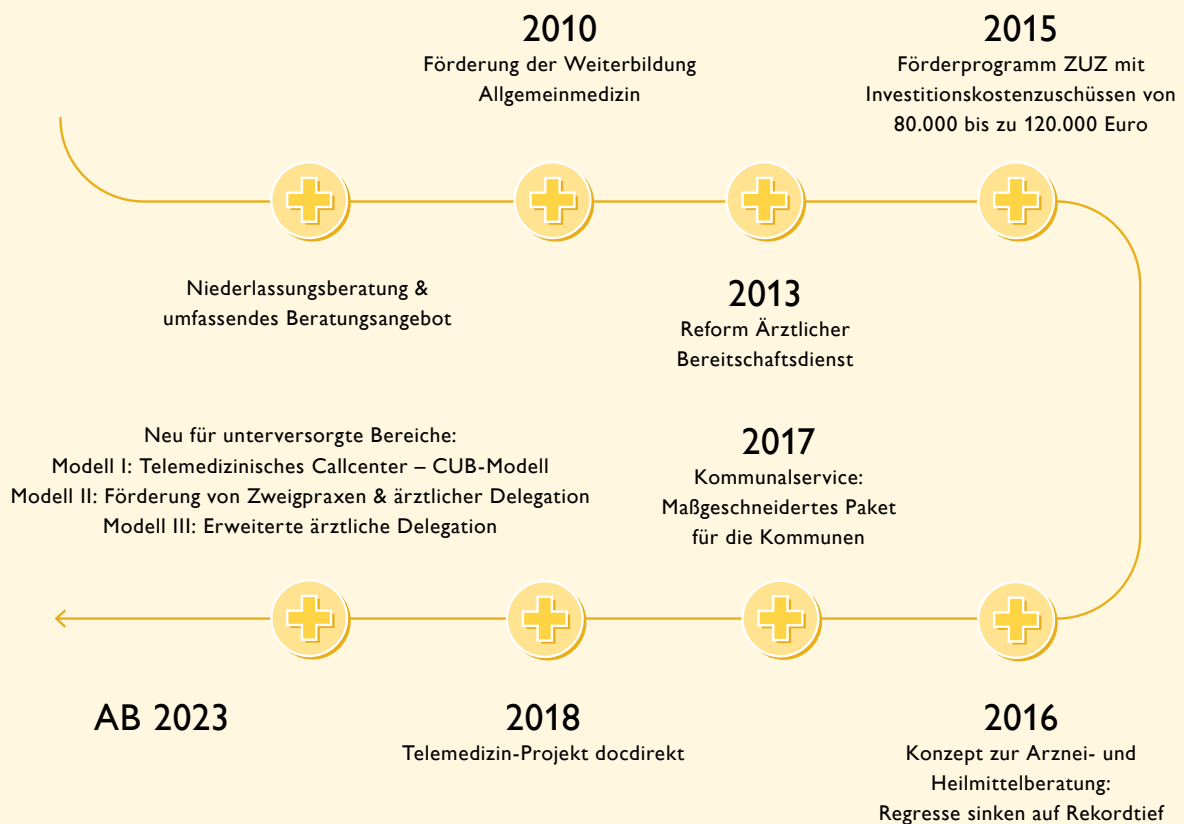 Niederlassungsberatung &
umfassendes Beratungsangebot
2010
Förderung der Weiterbildung
Allgemeinmedizin
2013
Reform Ärztlicher
Bereitschaftsdienst
2015
Förderprogramm ZUZ mit
Investitionskostenzuschüssen von
80.000 bis zu 120.000 Euro
2016
Konzept zur Arznei- und
Heilmittelberatung:
Regresse sinken auf Rekordtief
2017
Kommunalservice:
Maßgeschneidertes Paket
für die Kommunen
2018
Telemedizin-Projekt docdirekt
AB 2023
Neu für unterversorgte Bereiche:
Modell I: Telemedizinisches Callcenter – CUB-Modell
Modell II: Förderung von Zweigpraxen & ärztlicher Delegation
Modell III: Erweiterte ärztliche Delegation